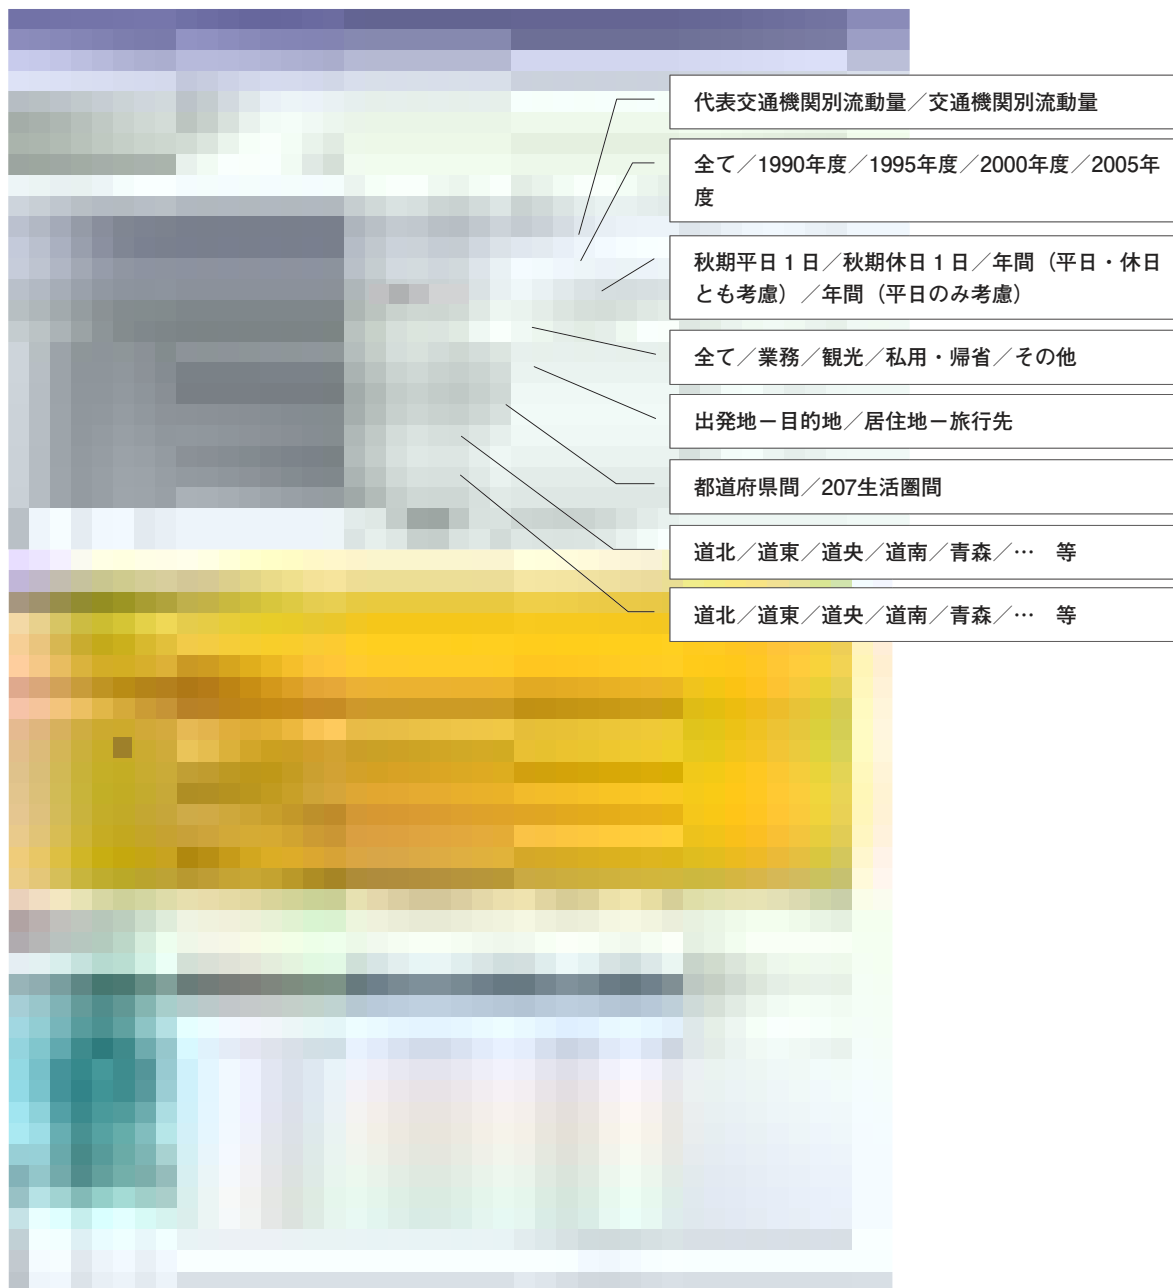 代表交通機関別流動量／交通機関別流動量
全て／1990年度／1995年度／2000年度／2005年
度
秋期平日１日／秋期休日１日／年間（平日・休日
とも考慮）／年間（平日のみ考慮）
全て／業務／観光／私用・帰省／その他
出発地－目的地／居住地－旅行先
都道府県間／207生活圏間
道北／道東／道央／道南／青森／…　等
道北／道東／道央／道南／青森／…　等